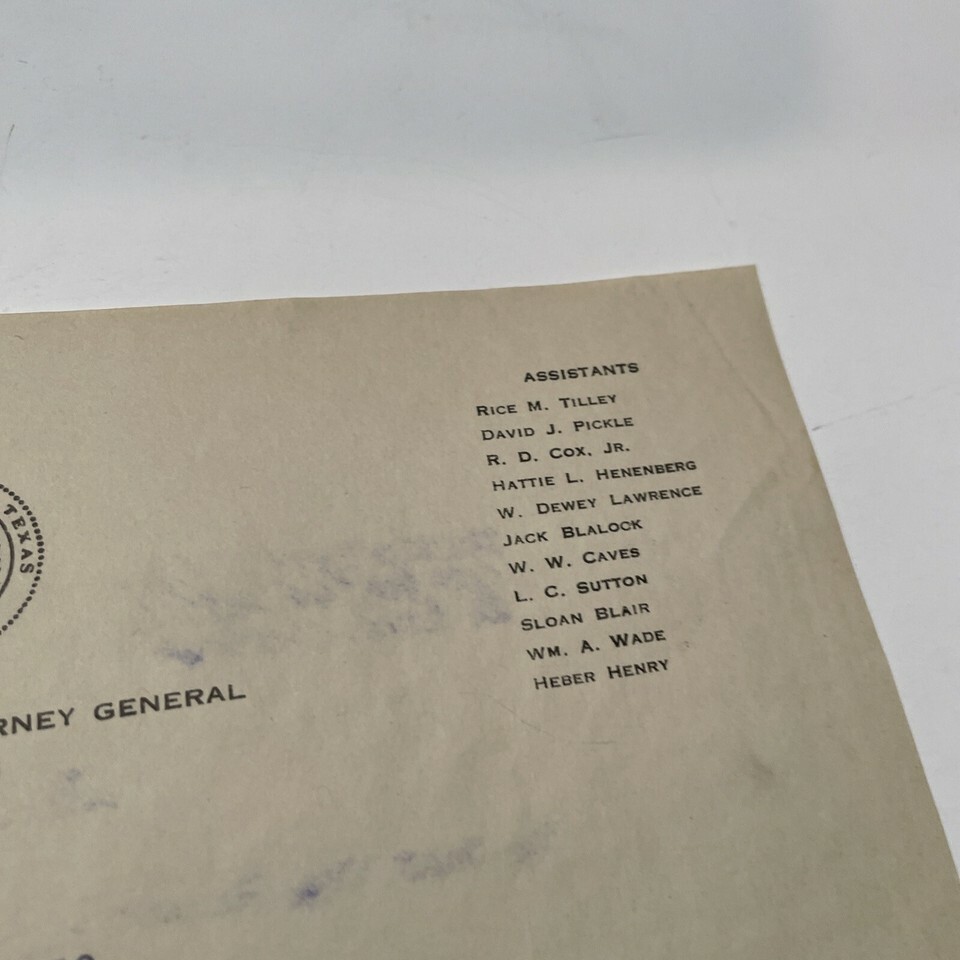 ASSISTANTS
RICE M. TILLEY
DAVID J. PICKLE
R. D. COX, JR.
HATTIE L. HENENBERG
W. DEWEY LAWRENCE
JACK BLALOCK
W. W. CAVES
L. C. SUTTON
SLOAN BLAIR
WM. A. WADE
HEBER HENRY
TEXAS
RNEY GENERAL